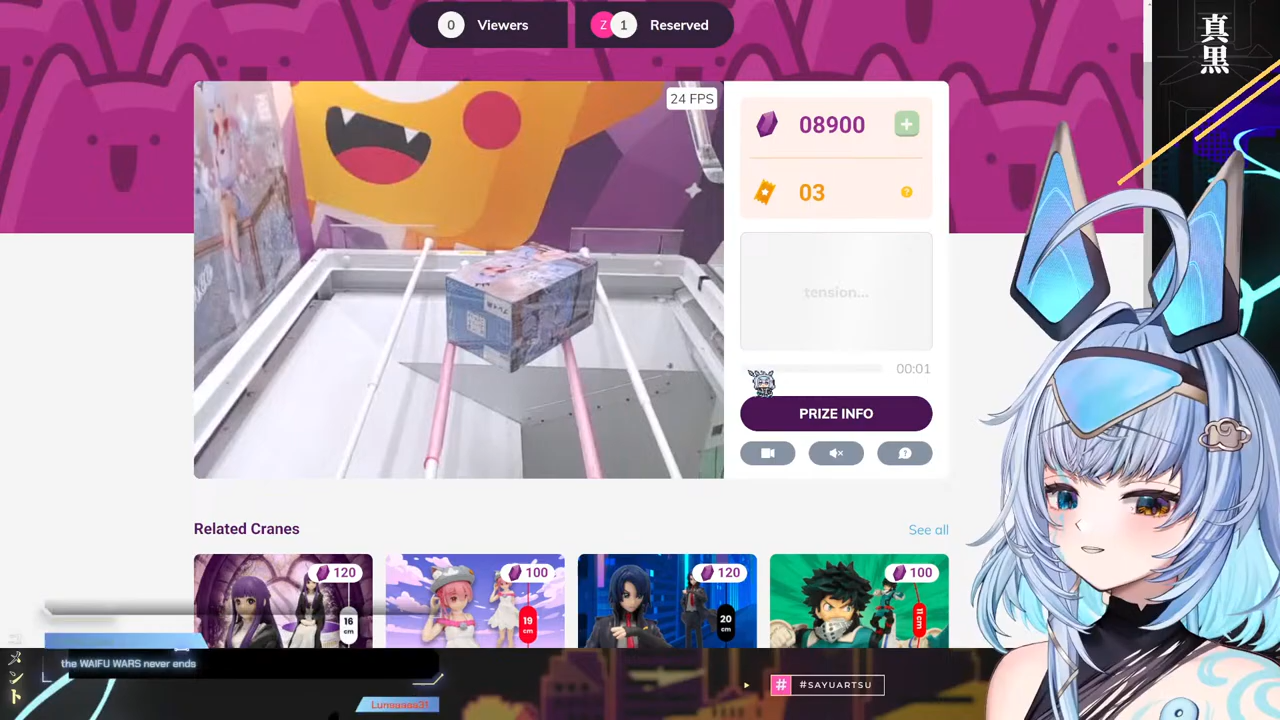 0 Viewers
Z 1 Reserved
真黒
24 FPS
08900
03
tension...
00:01
PRIZE INFO
Related Cranes
See all
120
100
120
100
16 cm
19 cm
20 cm
11 cm
the WAIFU WARS never ends
#SAYUARTSU